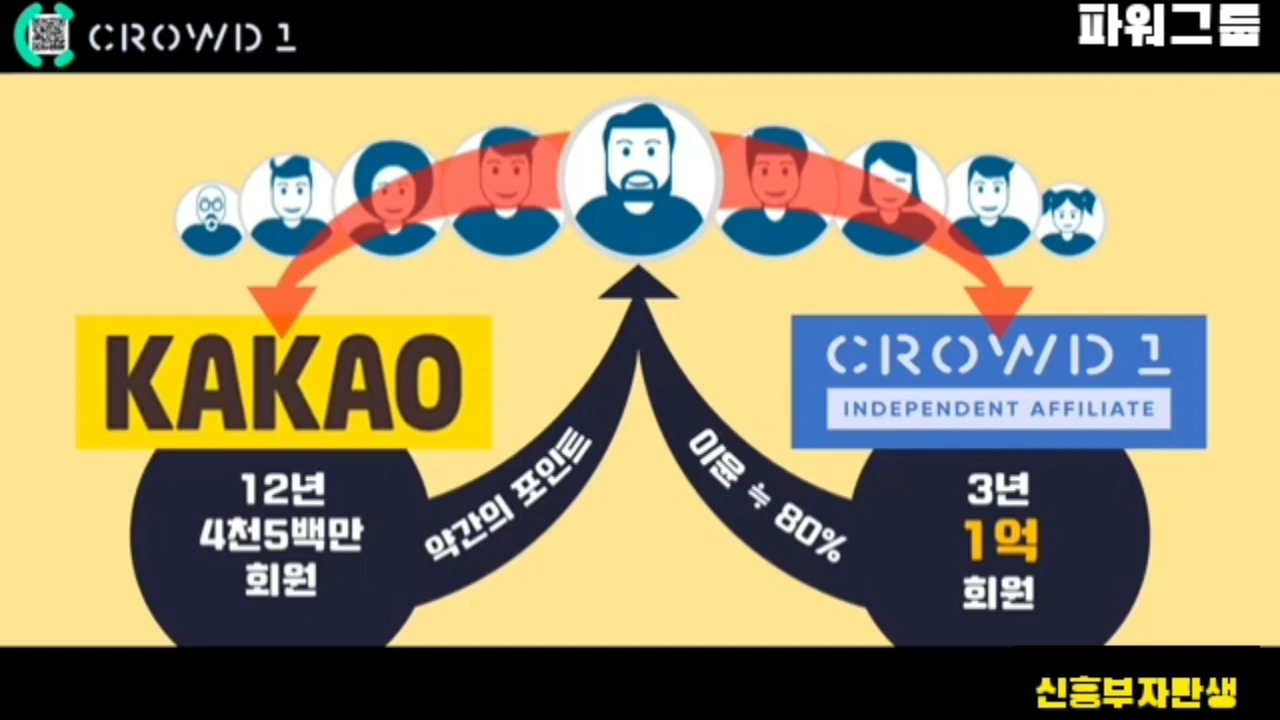 CROWD 1
파워그룹
KAKAO
12년
4천5백만
회원
약간의 포인트
이윤 ≒ 80%
CROWD 1
INDEPENDENT AFFILIATE
3년
1억
회원
신흥부자탄생